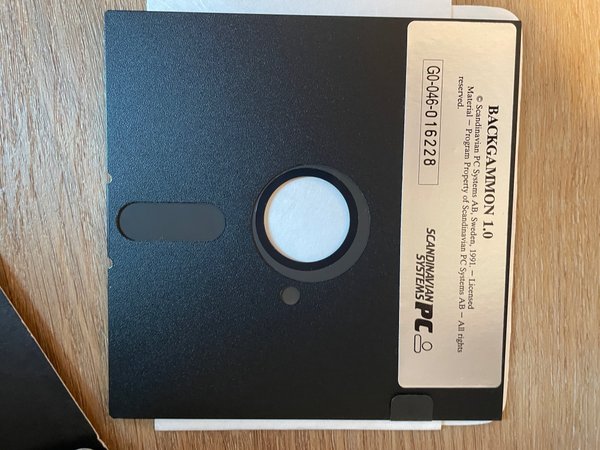 BACKGAMMON 1.0
© Scandinavian PC Systems AB, Sweden, 1991. — Licensed
Material — Program Property of Scandinavian PC Systems AB — All rights
reserved.
G0-046-016228
SCANDINAVIAN
SYSTEMS PC